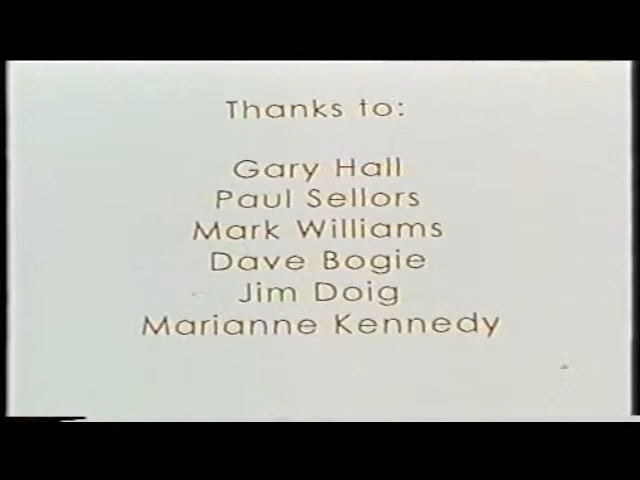 Thanks to:
Gary Hall
Paul Sellors
Mark Williams
Dave Bogie
Jim Doig
Marianne Kennedy